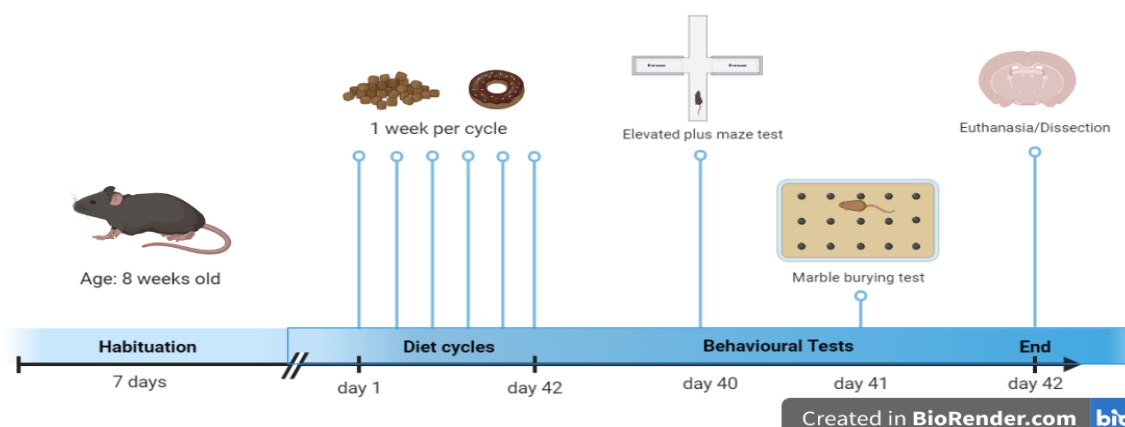 1 week per cycle
Elevated plus maze test
Euthanasia/Dissection
Age: 8 weeks old
Marble burying test
Habituation
Diet cycles
Behavioural Tests
End
7 days
day 1
day 42
day 40
day 41
day 42
Created in BioRender.com bio